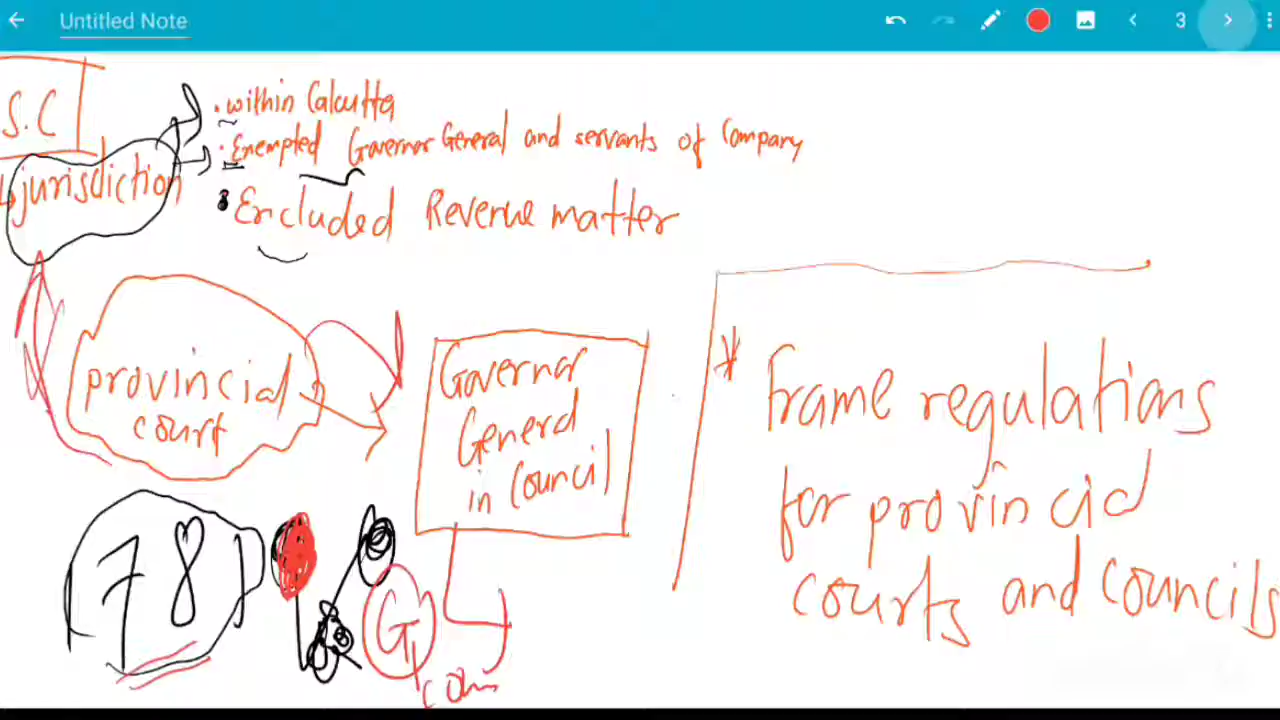 Untitled Note
3
S.C
within Calcutta
Exempted Governor General and servants of Company
jurisdiction
Excluded Revenue matter
provincial
court
Governor
General
in Council
* Frame regulations
for provincial
courts and councils
78
G